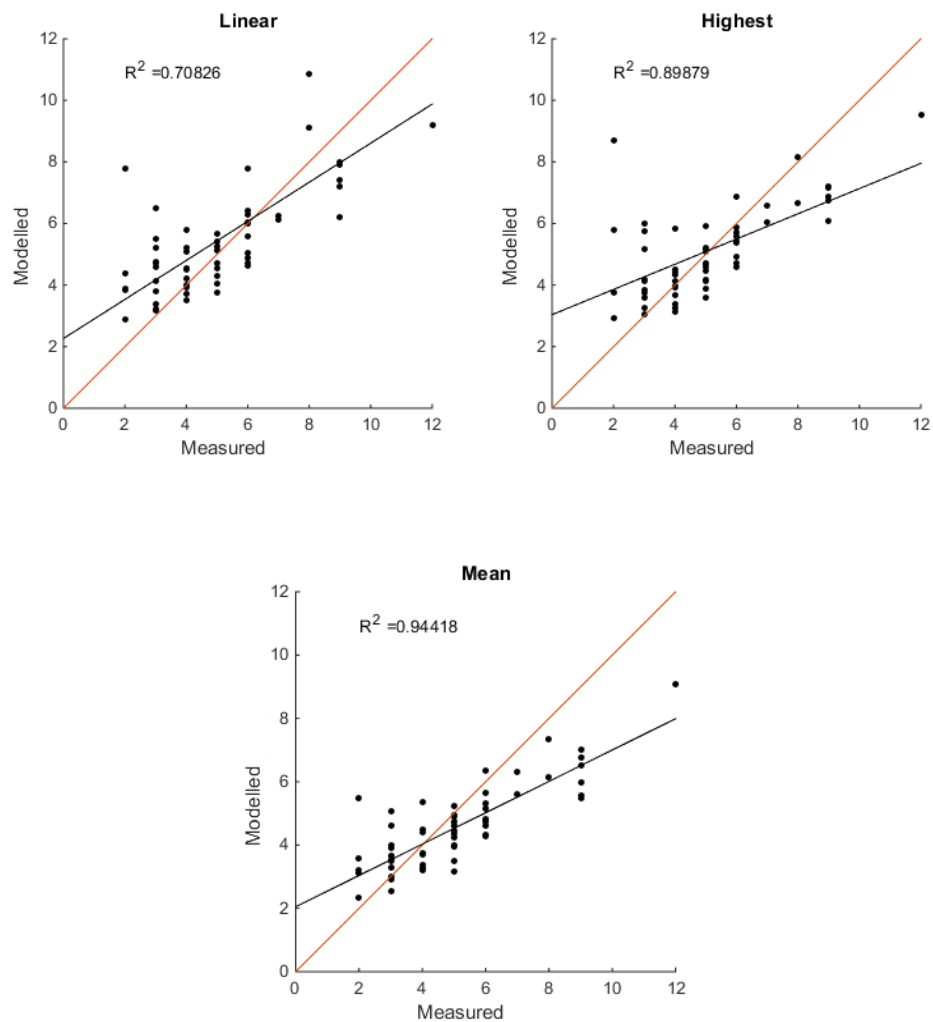 Linear
R² =0.70826
12
10
8
6
4
2
0
Modelled
0 2 4 6 8 10 12
Measured
Highest
R² =0.89879
12
10
8
6
4
2
0
Modelled
0 2 4 6 8 10 12
Measured
Mean
R² =0.94418
12
10
8
6
4
2
0
Modelled
0 2 4 6 8 10 12
Measured